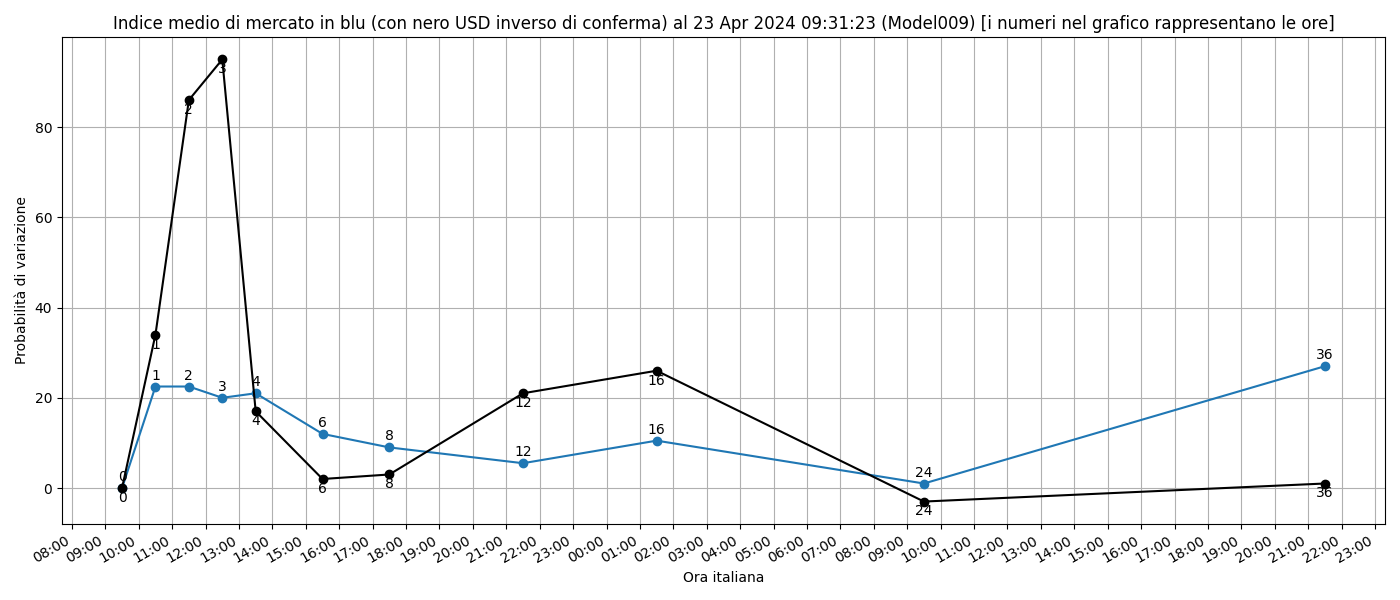 Indice medio di mercato in blu (con nero USD inverso di conferma) al 23 Apr 2024 09:31:23 (Model009) [i numeri nel grafico rappresentano le ore]
Probabilità di variazione
80
60
40
20
0
0 1 2 3 4 6 8 12 16 24 36
0 1 2 3 4 6 8 12 16 24 36
08:00 09:00 10:00 11:00 12:00 13:00 14:00 15:00 16:00 17:00 18:00 19:00 20:00 21:00 22:00 23:00 00:00 01:00 02:00 03:00 04:00 05:00 06:00 07:00 08:00 09:00 10:00 11:00 12:00 13:00 14:00 15:00 16:00 17:00 18:00 19:00 20:00 21:00 22:00 23:00
Ora italiana